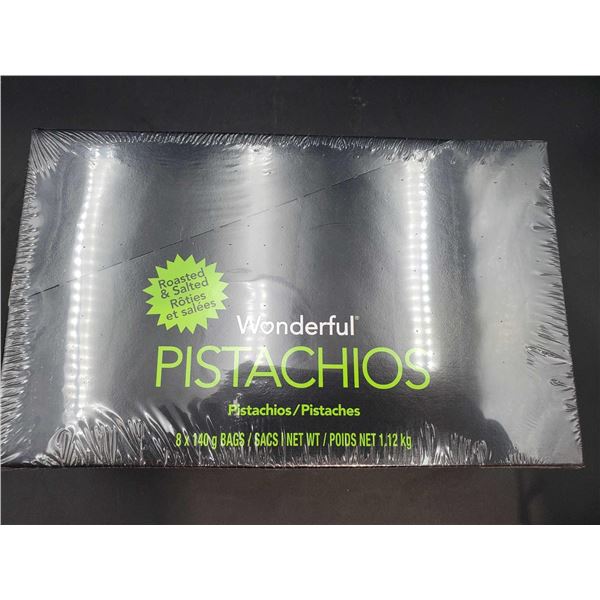 Roasted
& Salted
Rôties
et salées
Wonderful®
PISTACHIOS
Pistachios/Pistaches
8 x 140 g BAGS / SACS | NET WT / POIDS NET 1.12 kg